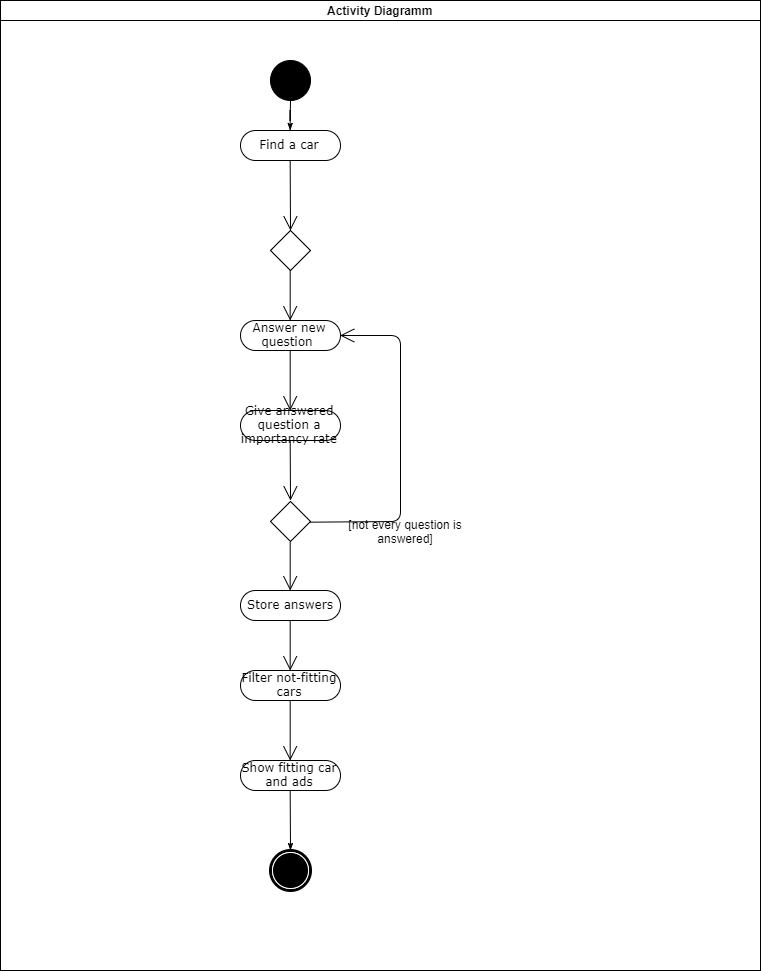 Activity Diagramm
Find a car
Answer new
question
Give answered
question a
importancy rate
[not every question is
answered]
Store answers
Filter not-fitting
cars
Show fitting car
and ads